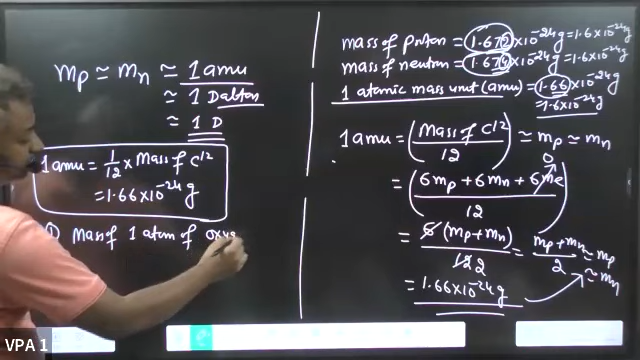 mp ≃ mn ≃ 1 amu
≃ 1 Dalton
≃ 1 D
1 amu = 1/12 × Mass of C12
= 1.66×10^-24 g
① Mass of 1 atom of oxyg
mass of proton = 1.672×10^-24 g = 1.6×10^-24 g
mass of neutron = 1.674×10^-24 g = 1.6×10^-24 g
1 atomic mass unit (amu) = 1.66×10^-24 g
= 1.6×10^-24 g
1 amu = (Mass of C12 / 12) ≃ mp ≃ mn
0
= (6mp + 6mn + 6me / 12)
= 6 (mp+mn) / 12 2 = mp+mn / 2 ≃ mp
≃ mn
= 1.66×10^-24 g
VPA 1